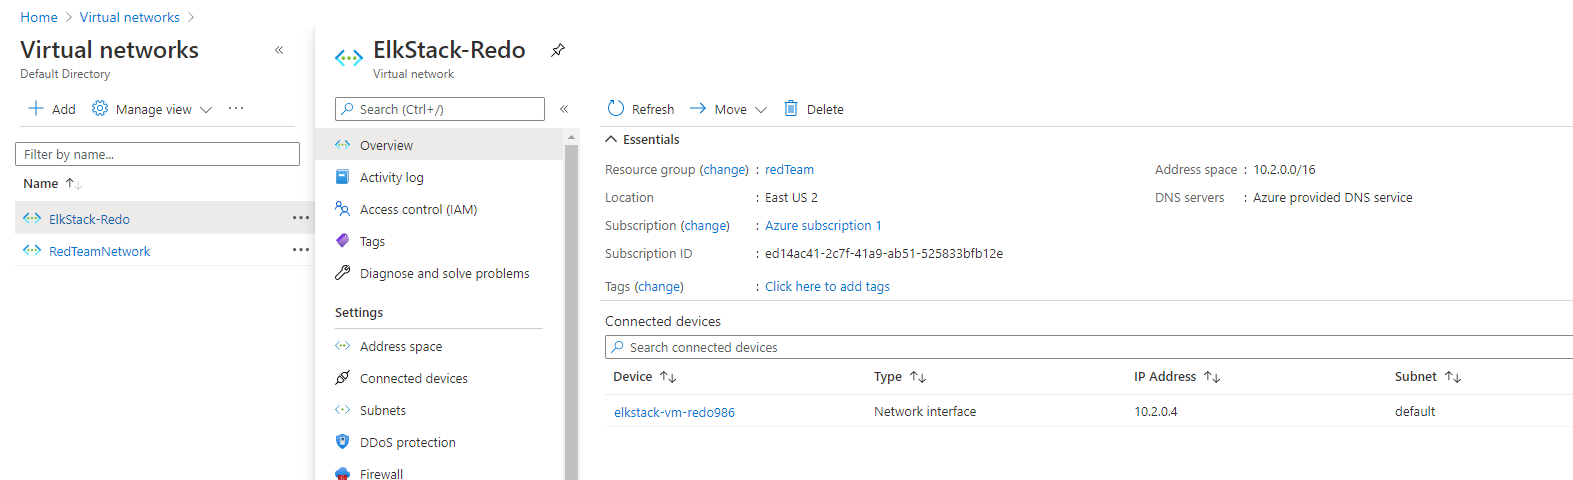 Home > Virtual networks >
Virtual networks «
Default Directory
+ Add Manage view ...
Filter by name...
Name ↑↓
ElkStack-Redo ...
RedTeamNetwork ...
ElkStack-Redo
Virtual network
Search (Ctrl+/) «
Overview
Activity log
Access control (IAM)
Tags
Diagnose and solve problems
Settings
Address space
Connected devices
Subnets
DDoS protection
Firewall
Refresh → Move Delete
Essentials
Resource group (change) : redTeam
Location : East US 2
Subscription (change) : Azure subscription 1
Subscription ID : ed14ac41-2c7f-41a9-ab51-525833bfb12e
Tags (change) : Click here to add tags
Address space : 10.2.0.0/16
DNS servers : Azure provided DNS service
Connected devices
Search connected devices
Device ↑↓ Type ↑↓ IP Address ↑↓ Subnet ↑↓
elkstack-vm-redo986 Network interface 10.2.0.4 default